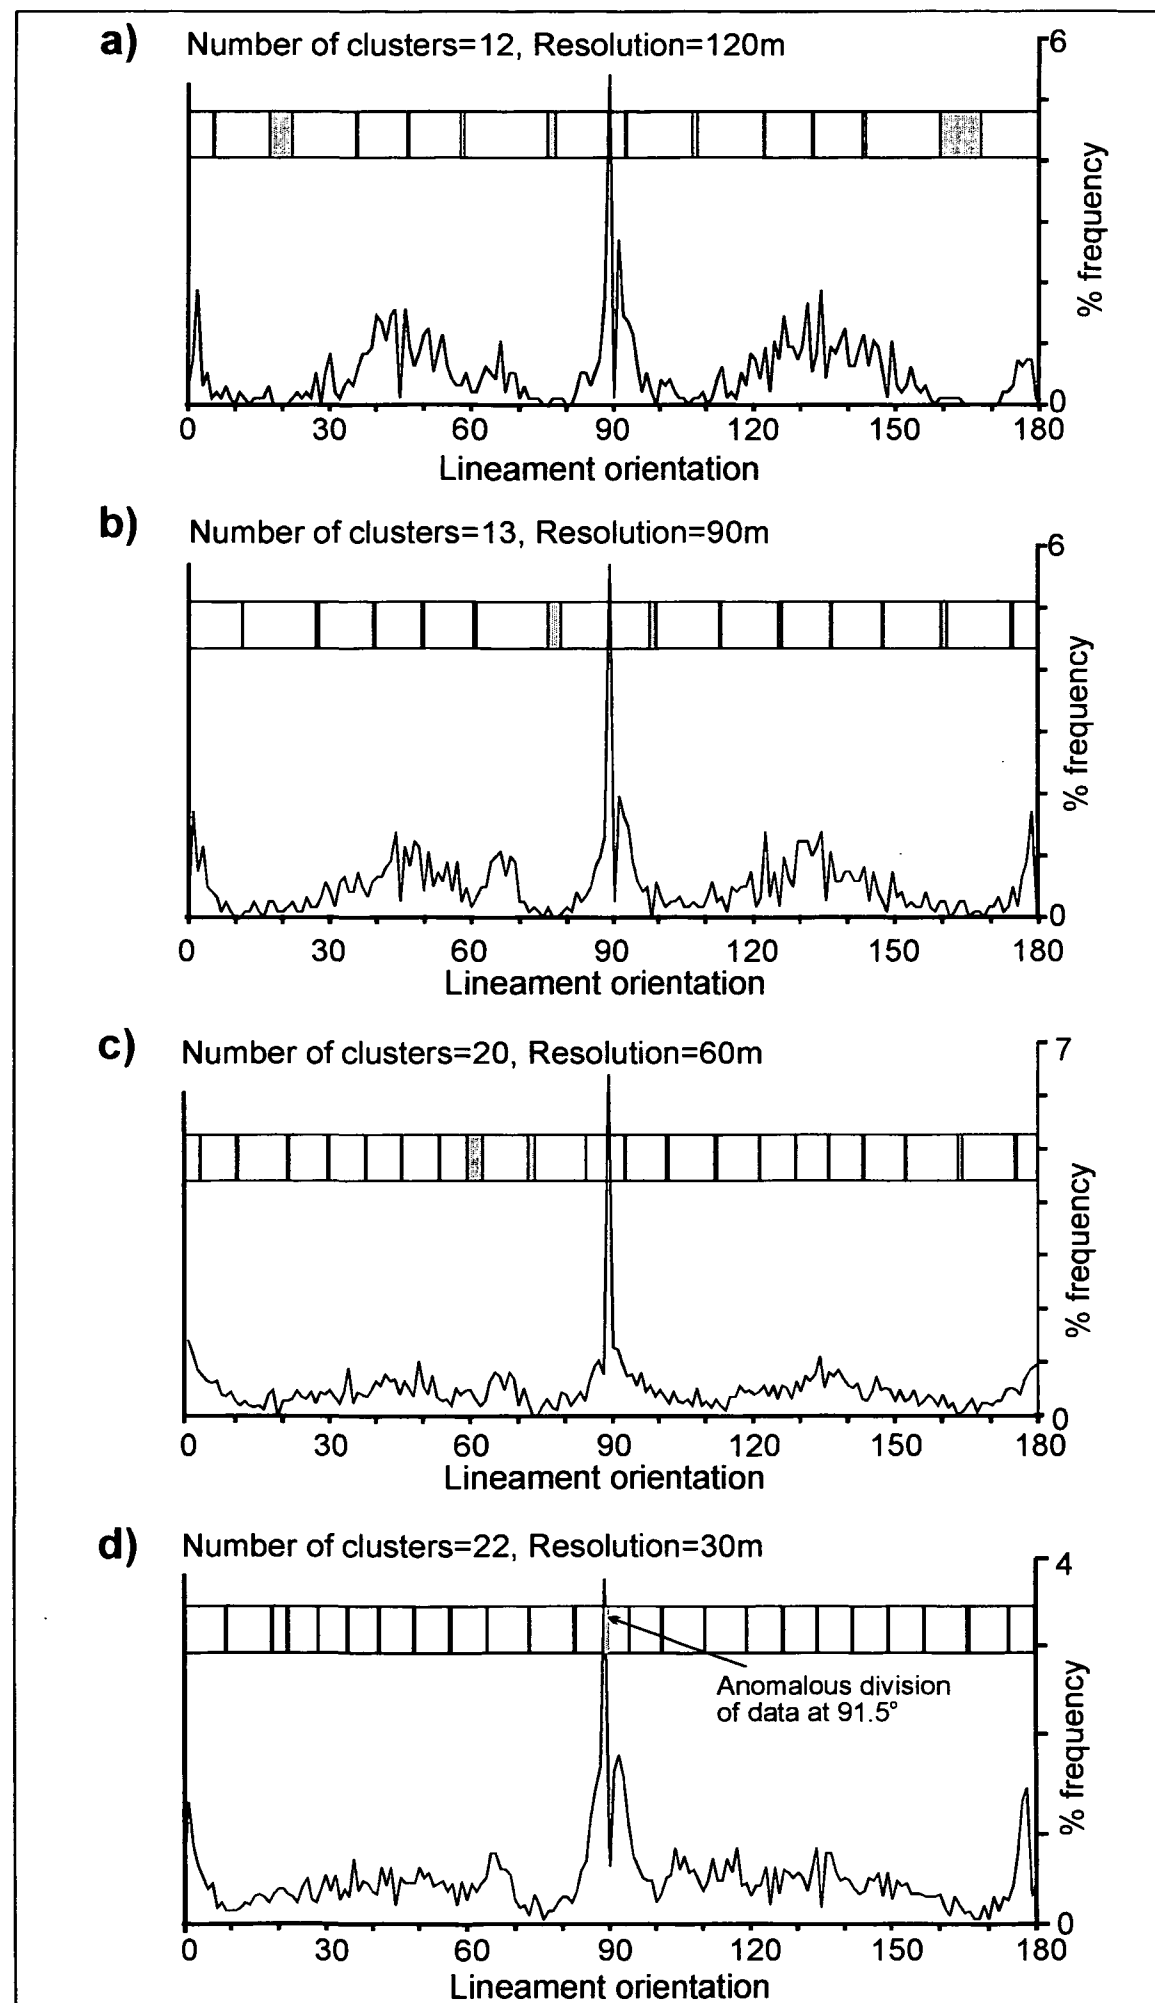 a)
Number of clusters=12, Resolution=120m
6
% frequency
0
0 30 60 90 120 150 180
Lineament orientation
b)
Number of clusters=13, Resolution=90m
6
% frequency
0
0 30 60 90 120 150 180
Lineament orientation
c)
Number of clusters=20, Resolution=60m
7
% frequency
0
0 30 60 90 120 150 180
Lineament orientation
d)
Number of clusters=22, Resolution=30m
4
Anomalous division
of data at 91.5°
% frequency
0
0 30 60 90 120 150 180
Lineament orientation